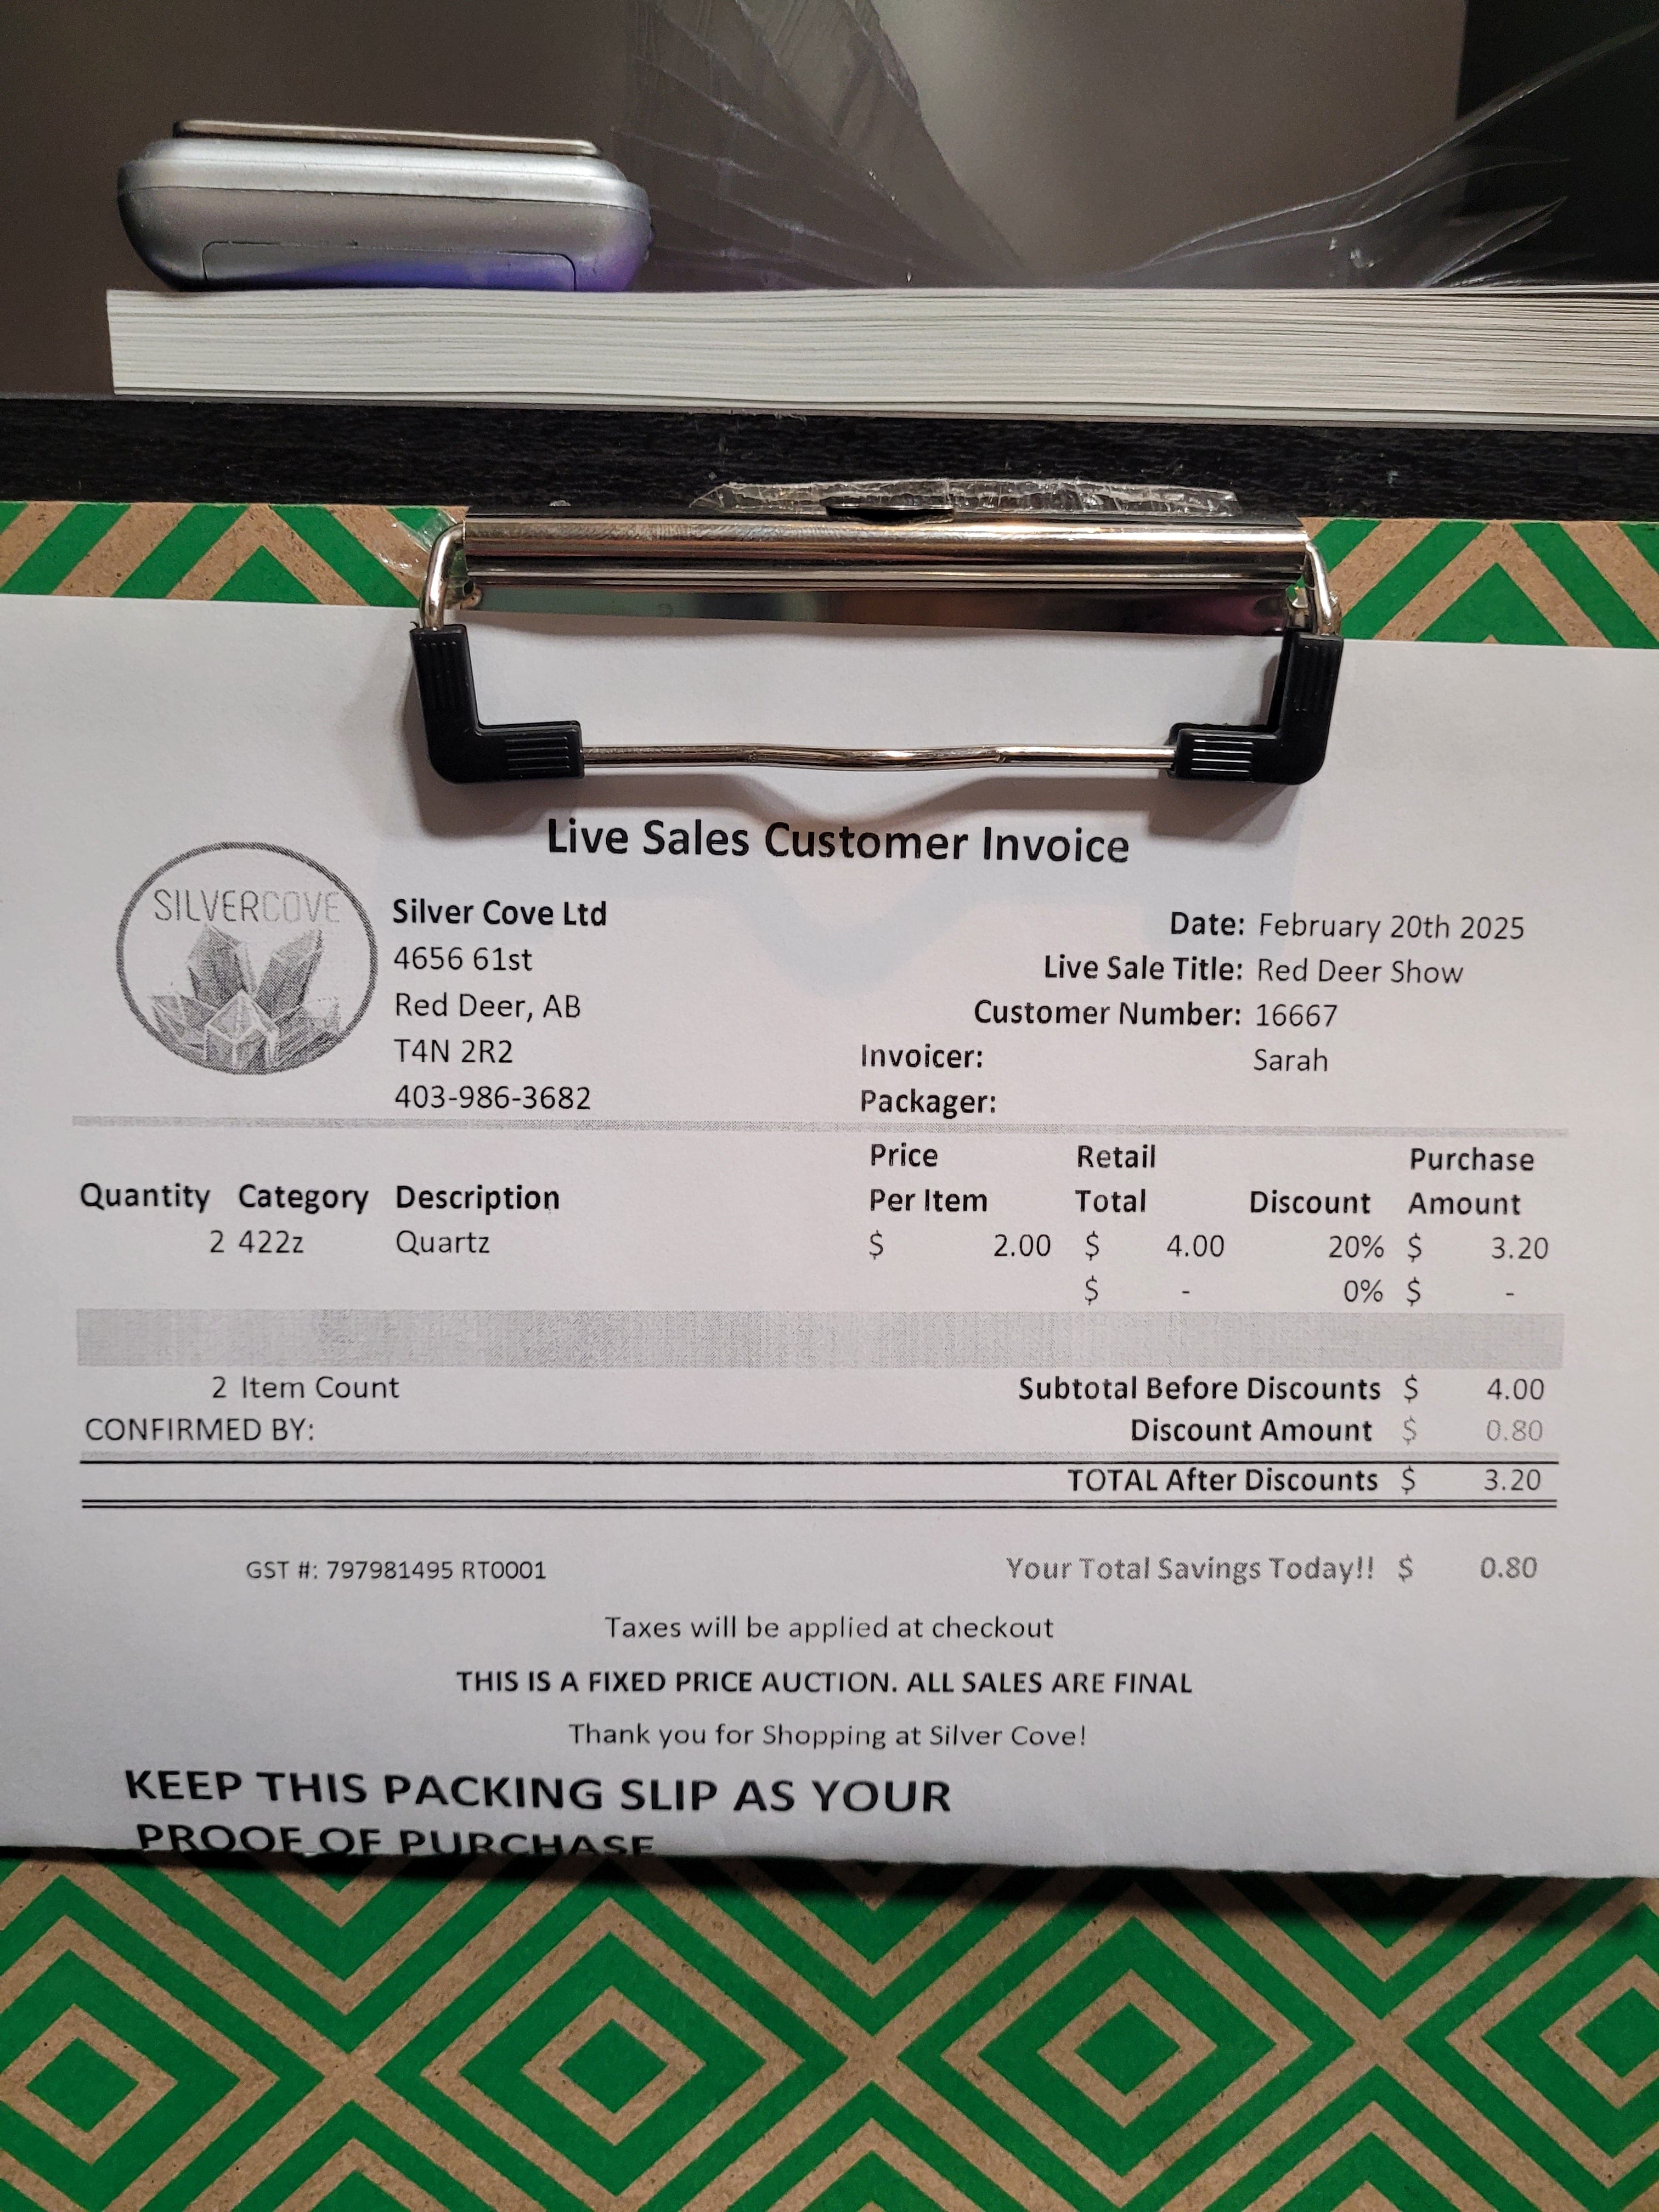 Live Sales Customer Invoice
SILVERCOVE
Silver Cove Ltd
4656 61st
Red Deer, AB
T4N 2R2
403-986-3682
Date: February 20th 2025
Live Sale Title: Red Deer Show
Customer Number: 16667
Invoicer: Sarah
Packager:
Quantity Category Description Price Per Item Retail Total Discount Purchase Amount
2 422z Quartz $ 2.00 $ 4.00 20% $ 3.20
$ - 0% $ -
2 Item Count Subtotal Before Discounts $ 4.00
CONFIRMED BY: Discount Amount $ 0.80
TOTAL After Discounts $ 3.20
GST #: 797981495 RT0001 Your Total Savings Today!! $ 0.80
Taxes will be applied at checkout
THIS IS A FIXED PRICE AUCTION. ALL SALES ARE FINAL
Thank you for Shopping at Silver Cove!
KEEP THIS PACKING SLIP AS YOUR
PROOF OF PURCHASE